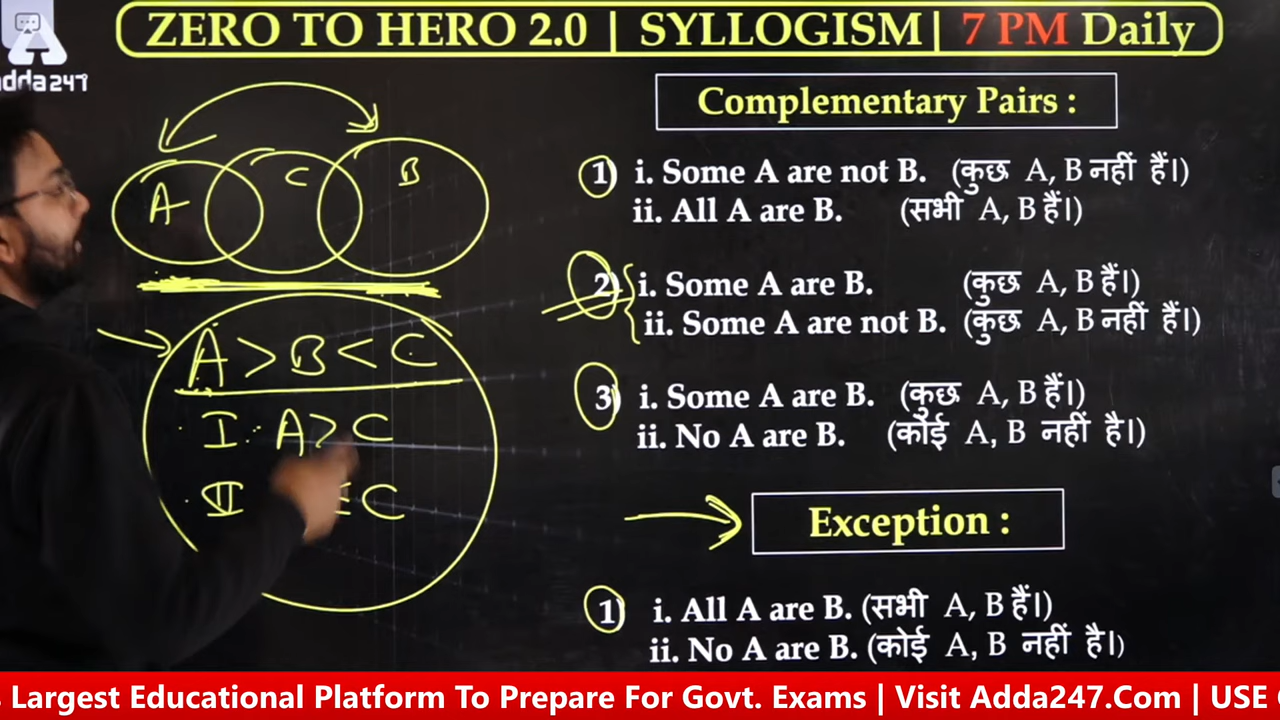 ZERO TO HERO 2.0 | SYLLOGISM | 7 PM Daily
adda247
A C B
A > B < C
I : A > C
II ≤ C
Complementary Pairs :
1) i. Some A are not B. (कुछ A, B नहीं हैं।)
ii. All A are B. (सभी A, B हैं।)
2) i. Some A are B. (कुछ A, B हैं।)
ii. Some A are not B. (कुछ A, B नहीं हैं।)
3) i. Some A are B. (कुछ A, B हैं।)
ii. No A are B. (कोई A, B नहीं है।)
Exception :
1) i. All A are B. (सभी A, B हैं।)
ii. No A are B. (कोई A, B नहीं है।)
Largest Educational Platform To Prepare For Govt. Exams | Visit Adda247.Com | USE